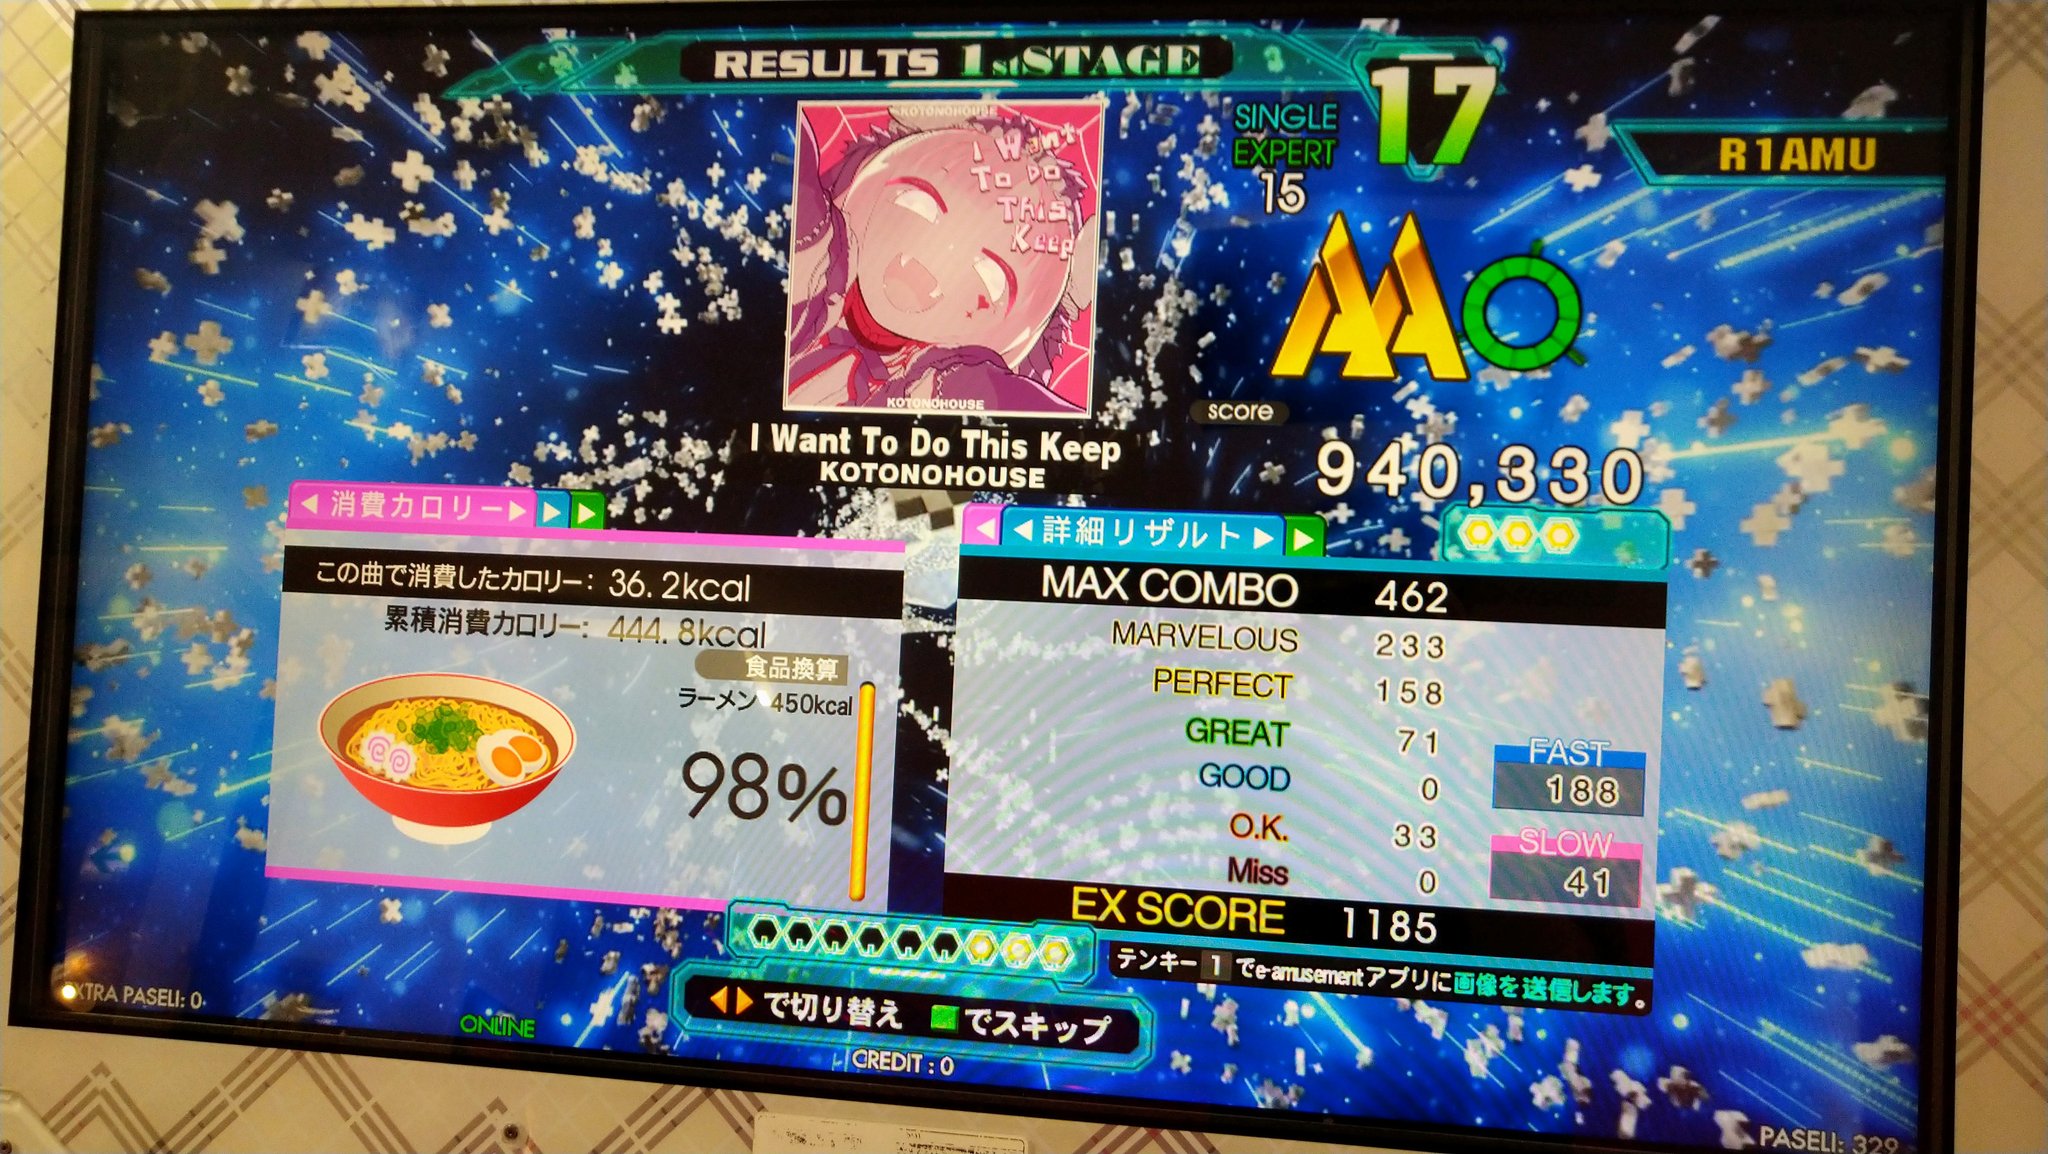 RESULTS 1stSTAGE
17
SINGLE
EXPERT
15
R1AMU
KOTONOHOUSE
I Want
To Do
This
Keep
KOTONOHOUSE
AA
score
940,330
I Want To Do This Keep
KOTONOHOUSE
消費カロリー
この曲で消費したカロリー: 36.2kcal
累積消費カロリー: 444.8kcal
食品換算
ラーメン 450kcal
98%
詳細リザルト
MAX COMBO 462
MARVELOUS 233
PERFECT 158
GREAT 71
GOOD 0
O.K. 33
Miss 0
EX SCORE 1185
FAST
188
SLOW
41
テンキー 1 でe-amusementアプリに画像を送信します。
で切り替え でスキップ
EXTRA PASELI: 0
ONLINE
CREDIT : 0
PASELI: 329